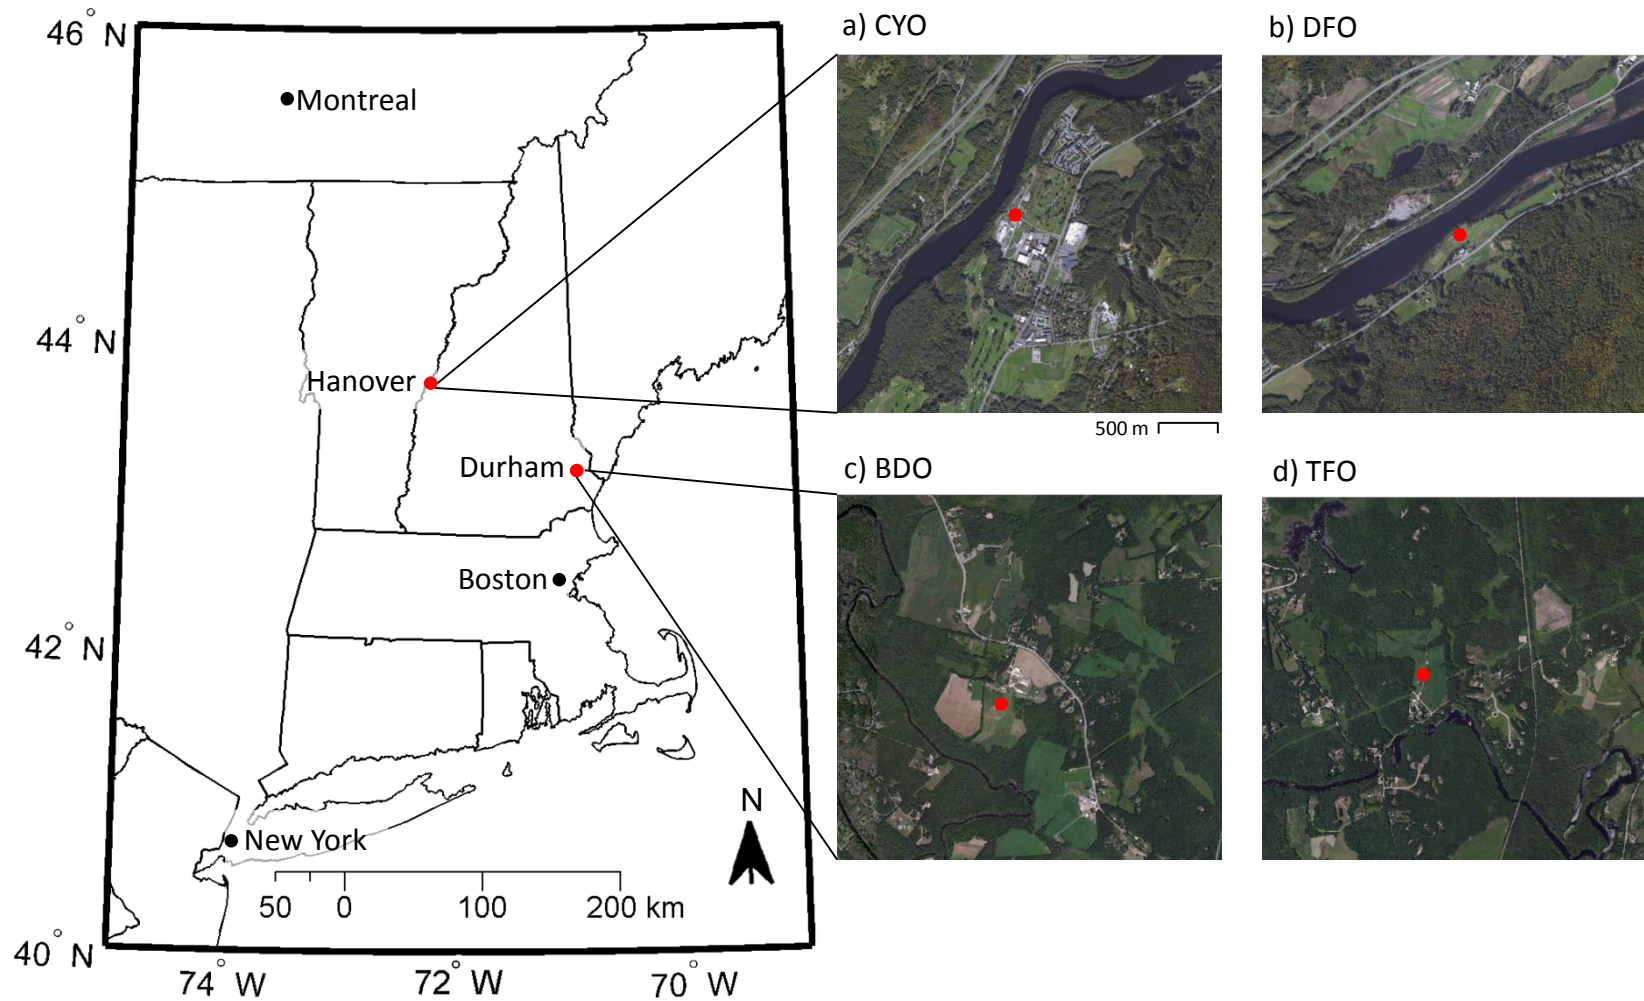 46° N
Montreal
44° N
Hanover
Durham
Boston
42° N
New York
N
50 0 100 200 km
40° N
74° W 72° W 70° W
a) CYO
b) DFO
500 m
c) BDO
d) TFO